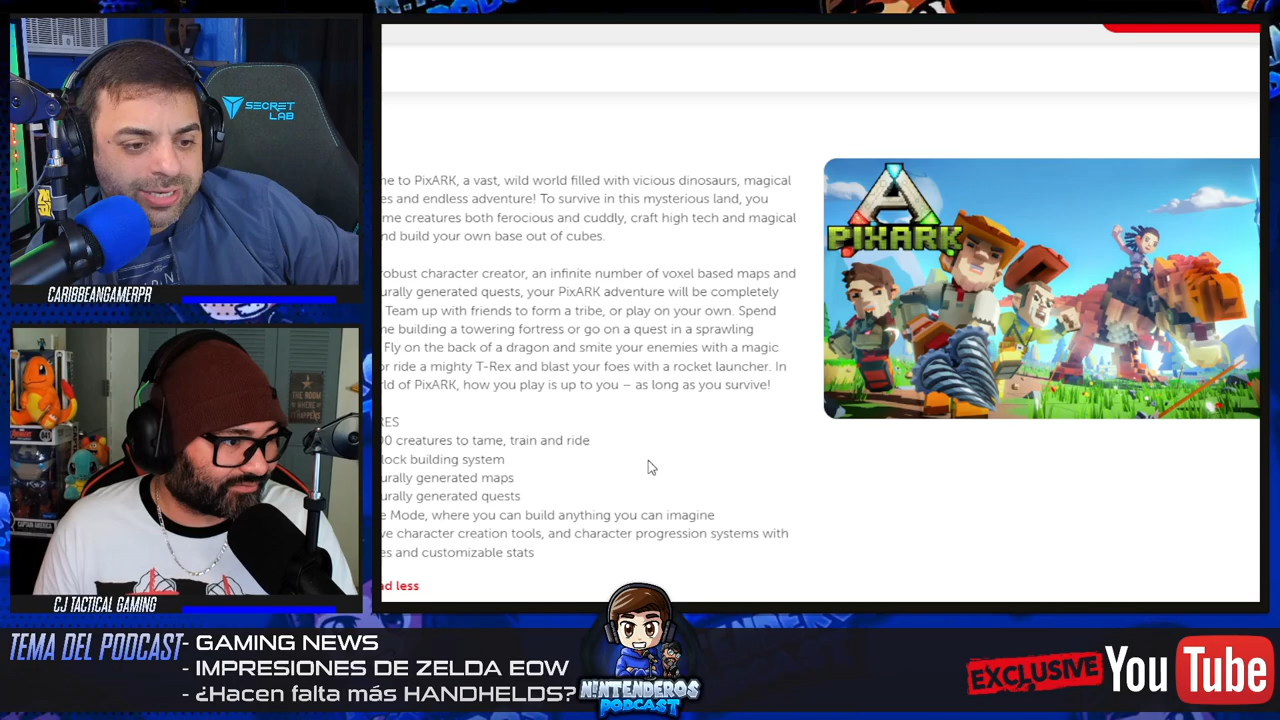 SECRET
LAB
CARIBBEANGAMERPR
THE ROOM
WHERE
HAPPENS
CAPTAIN AMERICA
CJ TACTICAL GAMING
ne to PixARK, a vast, wild world filled with vicious dinosaurs, magical
es and endless adventure! To survive in this mysterious land, you
me creatures both ferocious and cuddly, craft high tech and magical
nd build your own base out of cubes.
robust character creator, an infinite number of voxel based maps and
urally generated quests, your PixARK adventure will be completely
Team up with friends to form a tribe, or play on your own. Spend
ne building a towering fortress or go on a quest in a sprawling
Fly on the back of a dragon and smite your enemies with a magic
or ride a mighty T-Rex and blast your foes with a rocket launcher. In
ld of PixARK, how you play is up to you – as long as you survive!
RES
00 creatures to tame, train and ride
lock building system
urally generated maps
urally generated quests
e Mode, where you can build anything you can imagine
ve character creation tools, and character progression systems with
es and customizable stats
ad less
PIXARK
TEMA DEL PODCAST
- GAMING NEWS
- IMPRESIONES DE ZELDA EOW
- ¿Hacen falta más HANDHELDS?
NINTENDEROS
PODCAST
EXCLUSIVE
YouTube